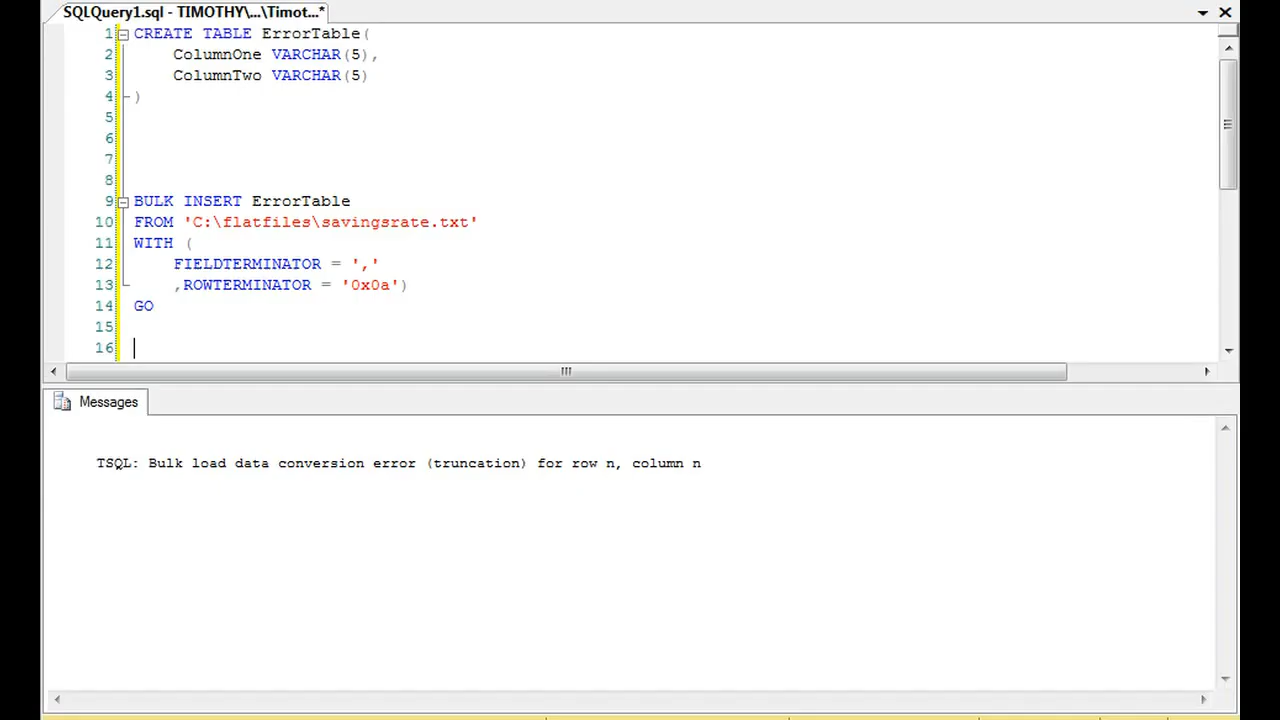 SQLQuery1.sql - TIMOTHY\...\Timot...*
1 CREATE TABLE ErrorTable(
2 ColumnOne VARCHAR(5),
3 ColumnTwo VARCHAR(5)
4 )
5
6
7
8
9 BULK INSERT ErrorTable
10 FROM 'C:\flatfiles\savingsrate.txt'
11 WITH (
12 FIELDTERMINATOR = ','
13 ,ROWTERMINATOR = '0x0a')
14 GO
15
16
Messages
TSQL: Bulk load data conversion error (truncation) for row n, column n